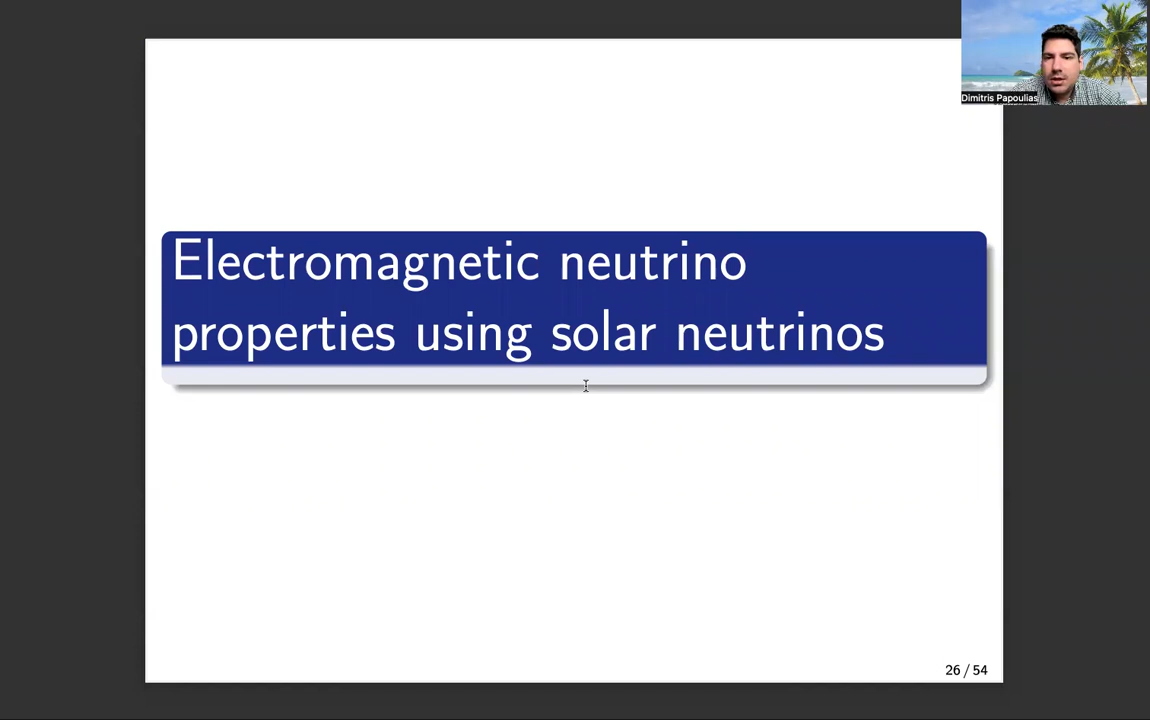 Dimitris Papoulias
Electromagnetic neutrino
properties using solar neutrinos
26 / 54